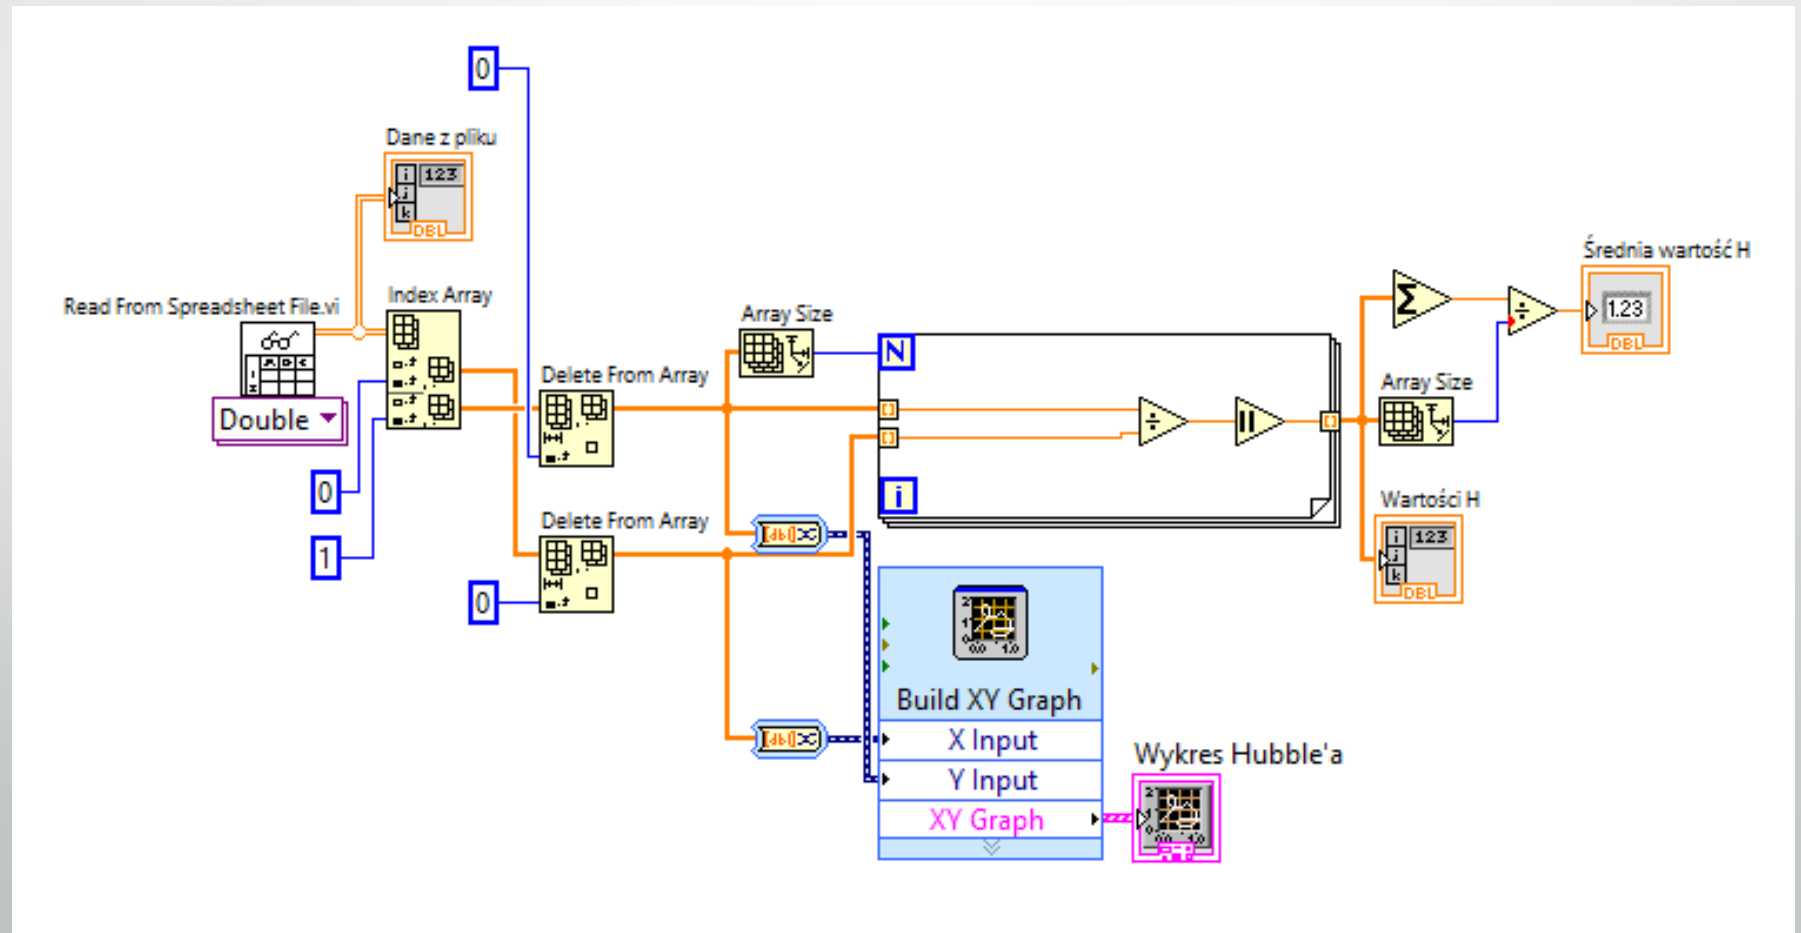 0
Dane z pliku
i
j
k
123
DBL
Read From Spreadsheet File.vi
Index Array
Double
0
1
Delete From Array
Delete From Array
0
Array Size
N
i
Średnia wartość H
1.23
DBL
Array Size
Wartości H
i
j
k
123
DBL
Build XY Graph
X Input
Y Input
XY Graph
Wykres Hubble'a